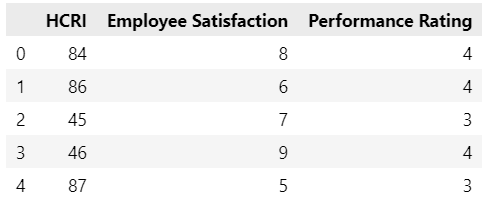 HCRI Employee Satisfaction Performance Rating
0 84 8 4
1 86 6 4
2 45 7 3
3 46 9 4
4 87 5 3